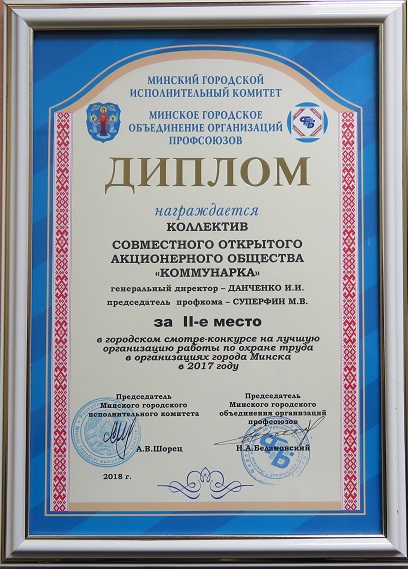 МИНСКИЙ ГОРОДСКОЙ
ИСПОЛНИТЕЛЬНЫЙ КОМИТЕТ
МИНСКОЕ ГОРОДСКОЕ
ОБЪЕДИНЕНИЕ ОРГАНИЗАЦИЙ
ПРОФСОЮЗОВ
ДИПЛОМ
награждается
КОЛЛЕКТИВ
СОВМЕСТНОГО ОТКРЫТОГО
АКЦИОНЕРНОГО ОБЩЕСТВА
«КОММУНАРКА»
генеральный директор – ДАНЧЕНКО И.И.
председатель профкома – СУПЕРФИН М.В.
за II-е место
в городском смотре-конкурсе на лучшую
организацию работы по охране труда
в организациях города Минска
в 2017 году
Председатель
Минского городского
исполнительного комитета
А.В.Шорец
Председатель
Минского городского
объединения организаций
профсоюзов
Н.А.Белановский
2018 г.